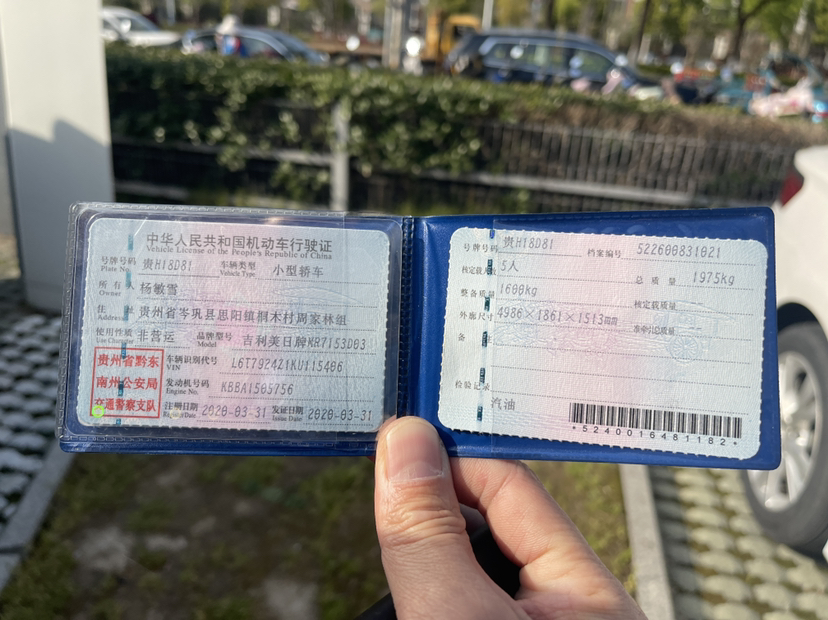 中华人民共和国机动车行驶证
Vehicle License of the People's Republic of China
号牌号码 贵H18D81 车辆类型 小型轿车
Plate No. Vehicle Type
所有人 杨敏雪
Owner
住址 贵州省岑巩县思阳镇桐木村周家林组
Address
使用性质 非营运 品牌型号 吉利美日牌MR7153D03
Use Character Model
贵州省黔东
南州公安局
交通警察支队
车辆识别代号 L6T7924Z1KU115406
VIN
发动机号码 KBBA1505756
Engine No.
注册日期 2020-03-31 发证日期 2020-03-31
Register Date Issue Date
号牌号码 贵H18D81 档案编号 522600831021
核定载人数 5人 总质量 1975kg
整备质量 1600kg 核定载质量
外廓尺寸 4986×1861×1513mm 准牵引总质量
备注
检验记录
汽油
*5240016481182*